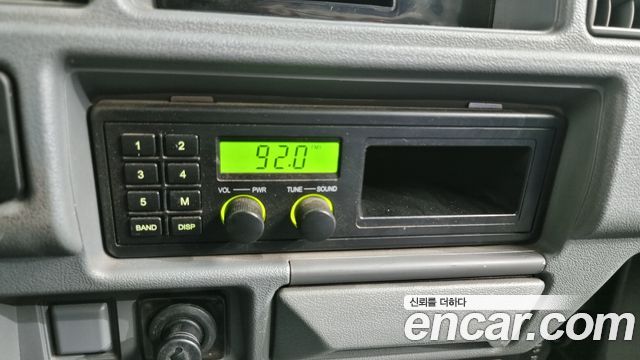 1 2
3 4
5 M
BAND DISP
92.0
VOL PWR TUNE SOUND
신뢰를 더하다
encar.com